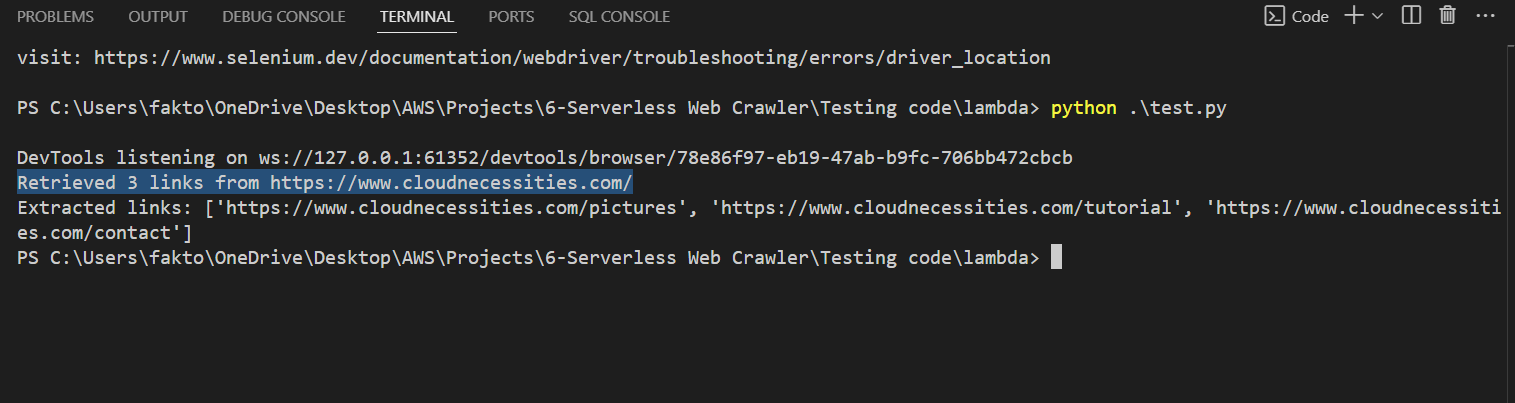 PROBLEMS OUTPUT DEBUG CONSOLE TERMINAL PORTS SQL CONSOLE Code
visit: https://www.selenium.dev/documentation/webdriver/troubleshooting/errors/driver_location
PS C:\Users\fakto\OneDrive\Desktop\AWS\Projects\6-Serverless Web Crawler\Testing code\lambda> python .\test.py
DevTools listening on ws://127.0.0.1:61352/devtools/browser/78e86f97-eb19-47ab-b9fc-706bb472cbcb
Retrieved 3 links from https://www.cloudnecessities.com/
Extracted links: ['https://www.cloudnecessities.com/pictures', 'https://www.cloudnecessities.com/tutorial', 'https://www.cloudnecessiti
es.com/contact']
PS C:\Users\fakto\OneDrive\Desktop\AWS\Projects\6-Serverless Web Crawler\Testing code\lambda>